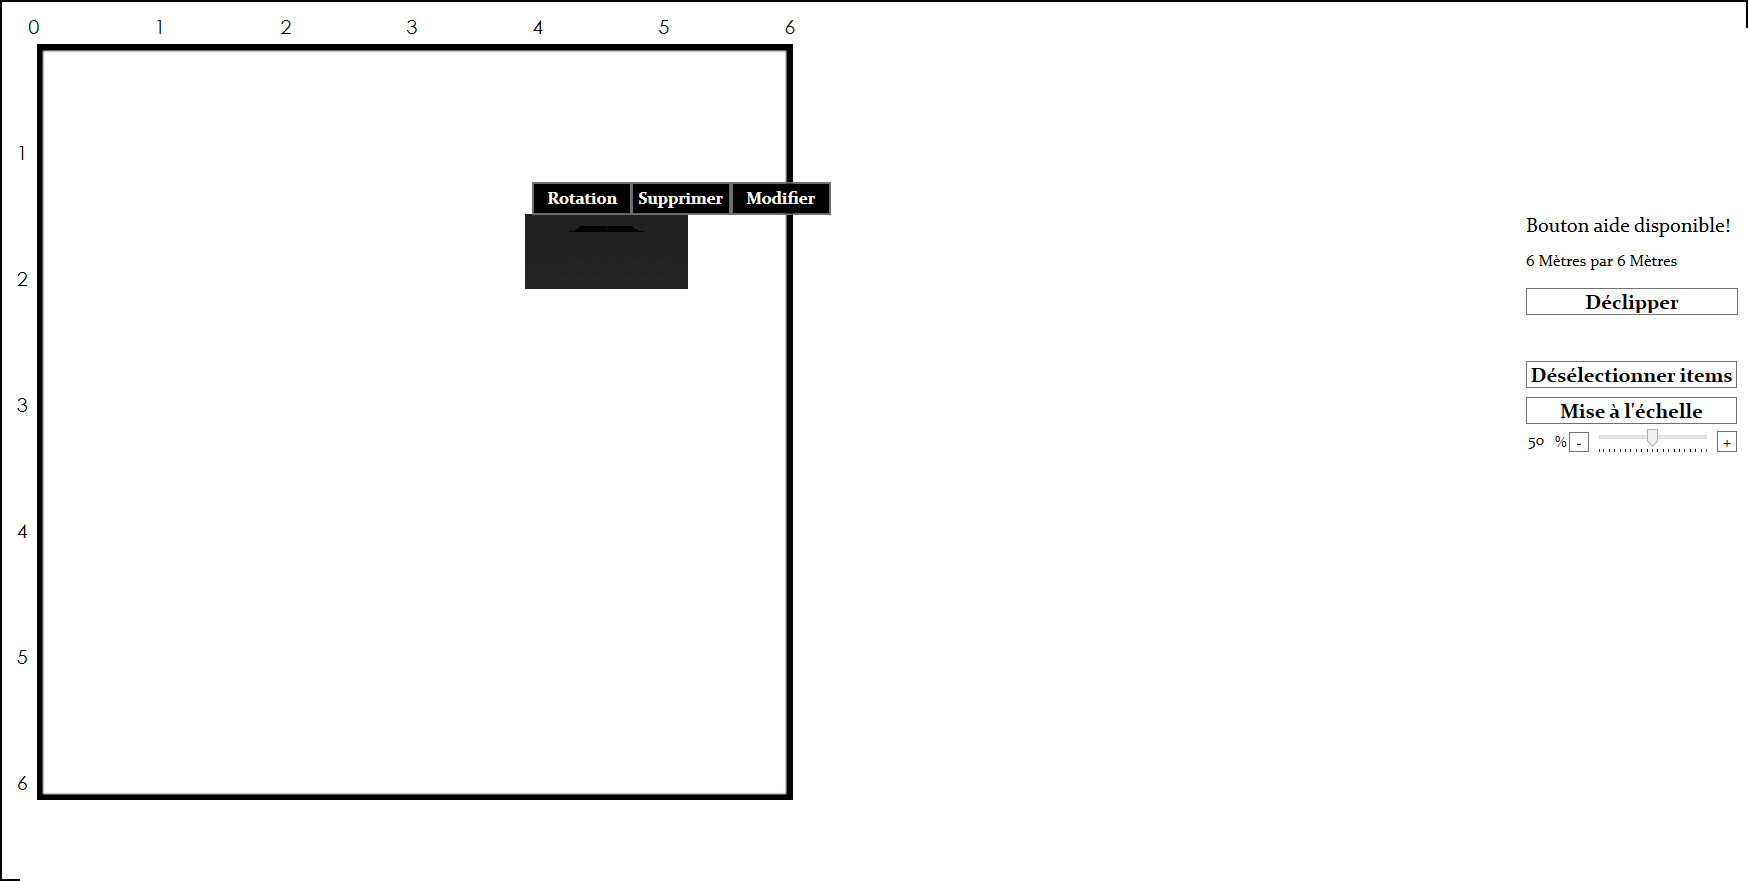 0 1 2 3 4 5 6
1
Rotation Supprimer Modifier
Bouton aide disponible!
6 Mètres par 6 Mètres
2
Déclipper
Désélectionner items
3
Mise à l'échelle
50 % - +
4
5
6